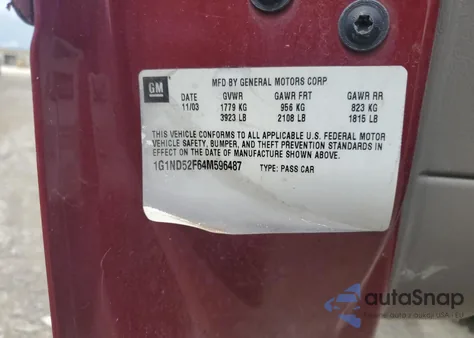 GM
MFD BY GENERAL MOTORS CORP
DATE GVWR GAWR FRT GAWR RR
11/03 1779 KG 956 KG 823 KG
3923 LB 2108 LB 1815 LB
THIS VEHICLE CONFORMS TO ALL APPLICABLE U.S. FEDERAL MOTOR
VEHICLE SAFETY, BUMPER, AND THEFT PREVENTION STANDARDS
IN EFFECT ON THE DATE OF MANUFACTURE SHOWN ABOVE.
1G1ND52F64M596487 TYPE: PASS CAR
autoSnap